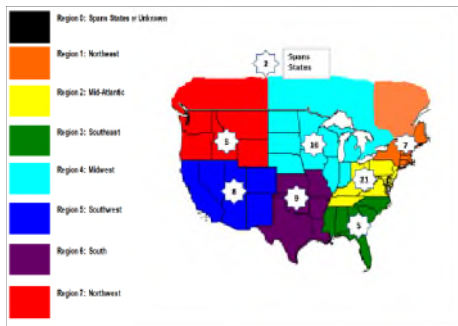 Region 0: Spans States or Unknown
Region 1: Northeast
Region 2: Mid-Atlantic
Region 3: Southeast
Region 4: Midwest
Region 5: Southwest
Region 6: South
Region 7: Northwest
2
Spans
States
5
16
7
8
9
21
5